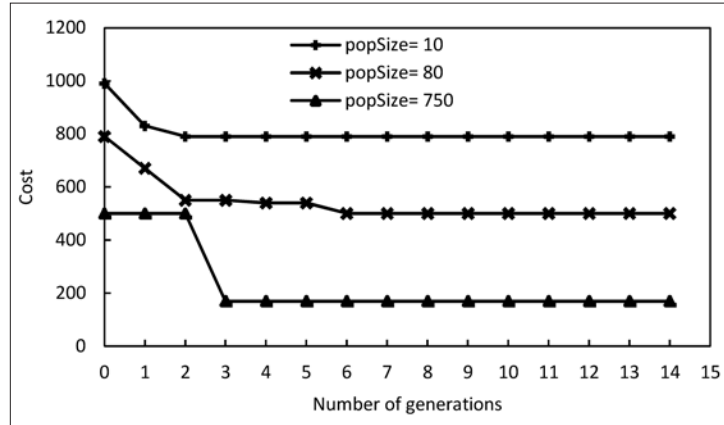 1200
1000
800
600
400
200
0
Cost
popSize= 10
popSize= 80
popSize= 750
0 1 2 3 4 5 6 7 8 9 10 11 12 13 14 15
Number of generations